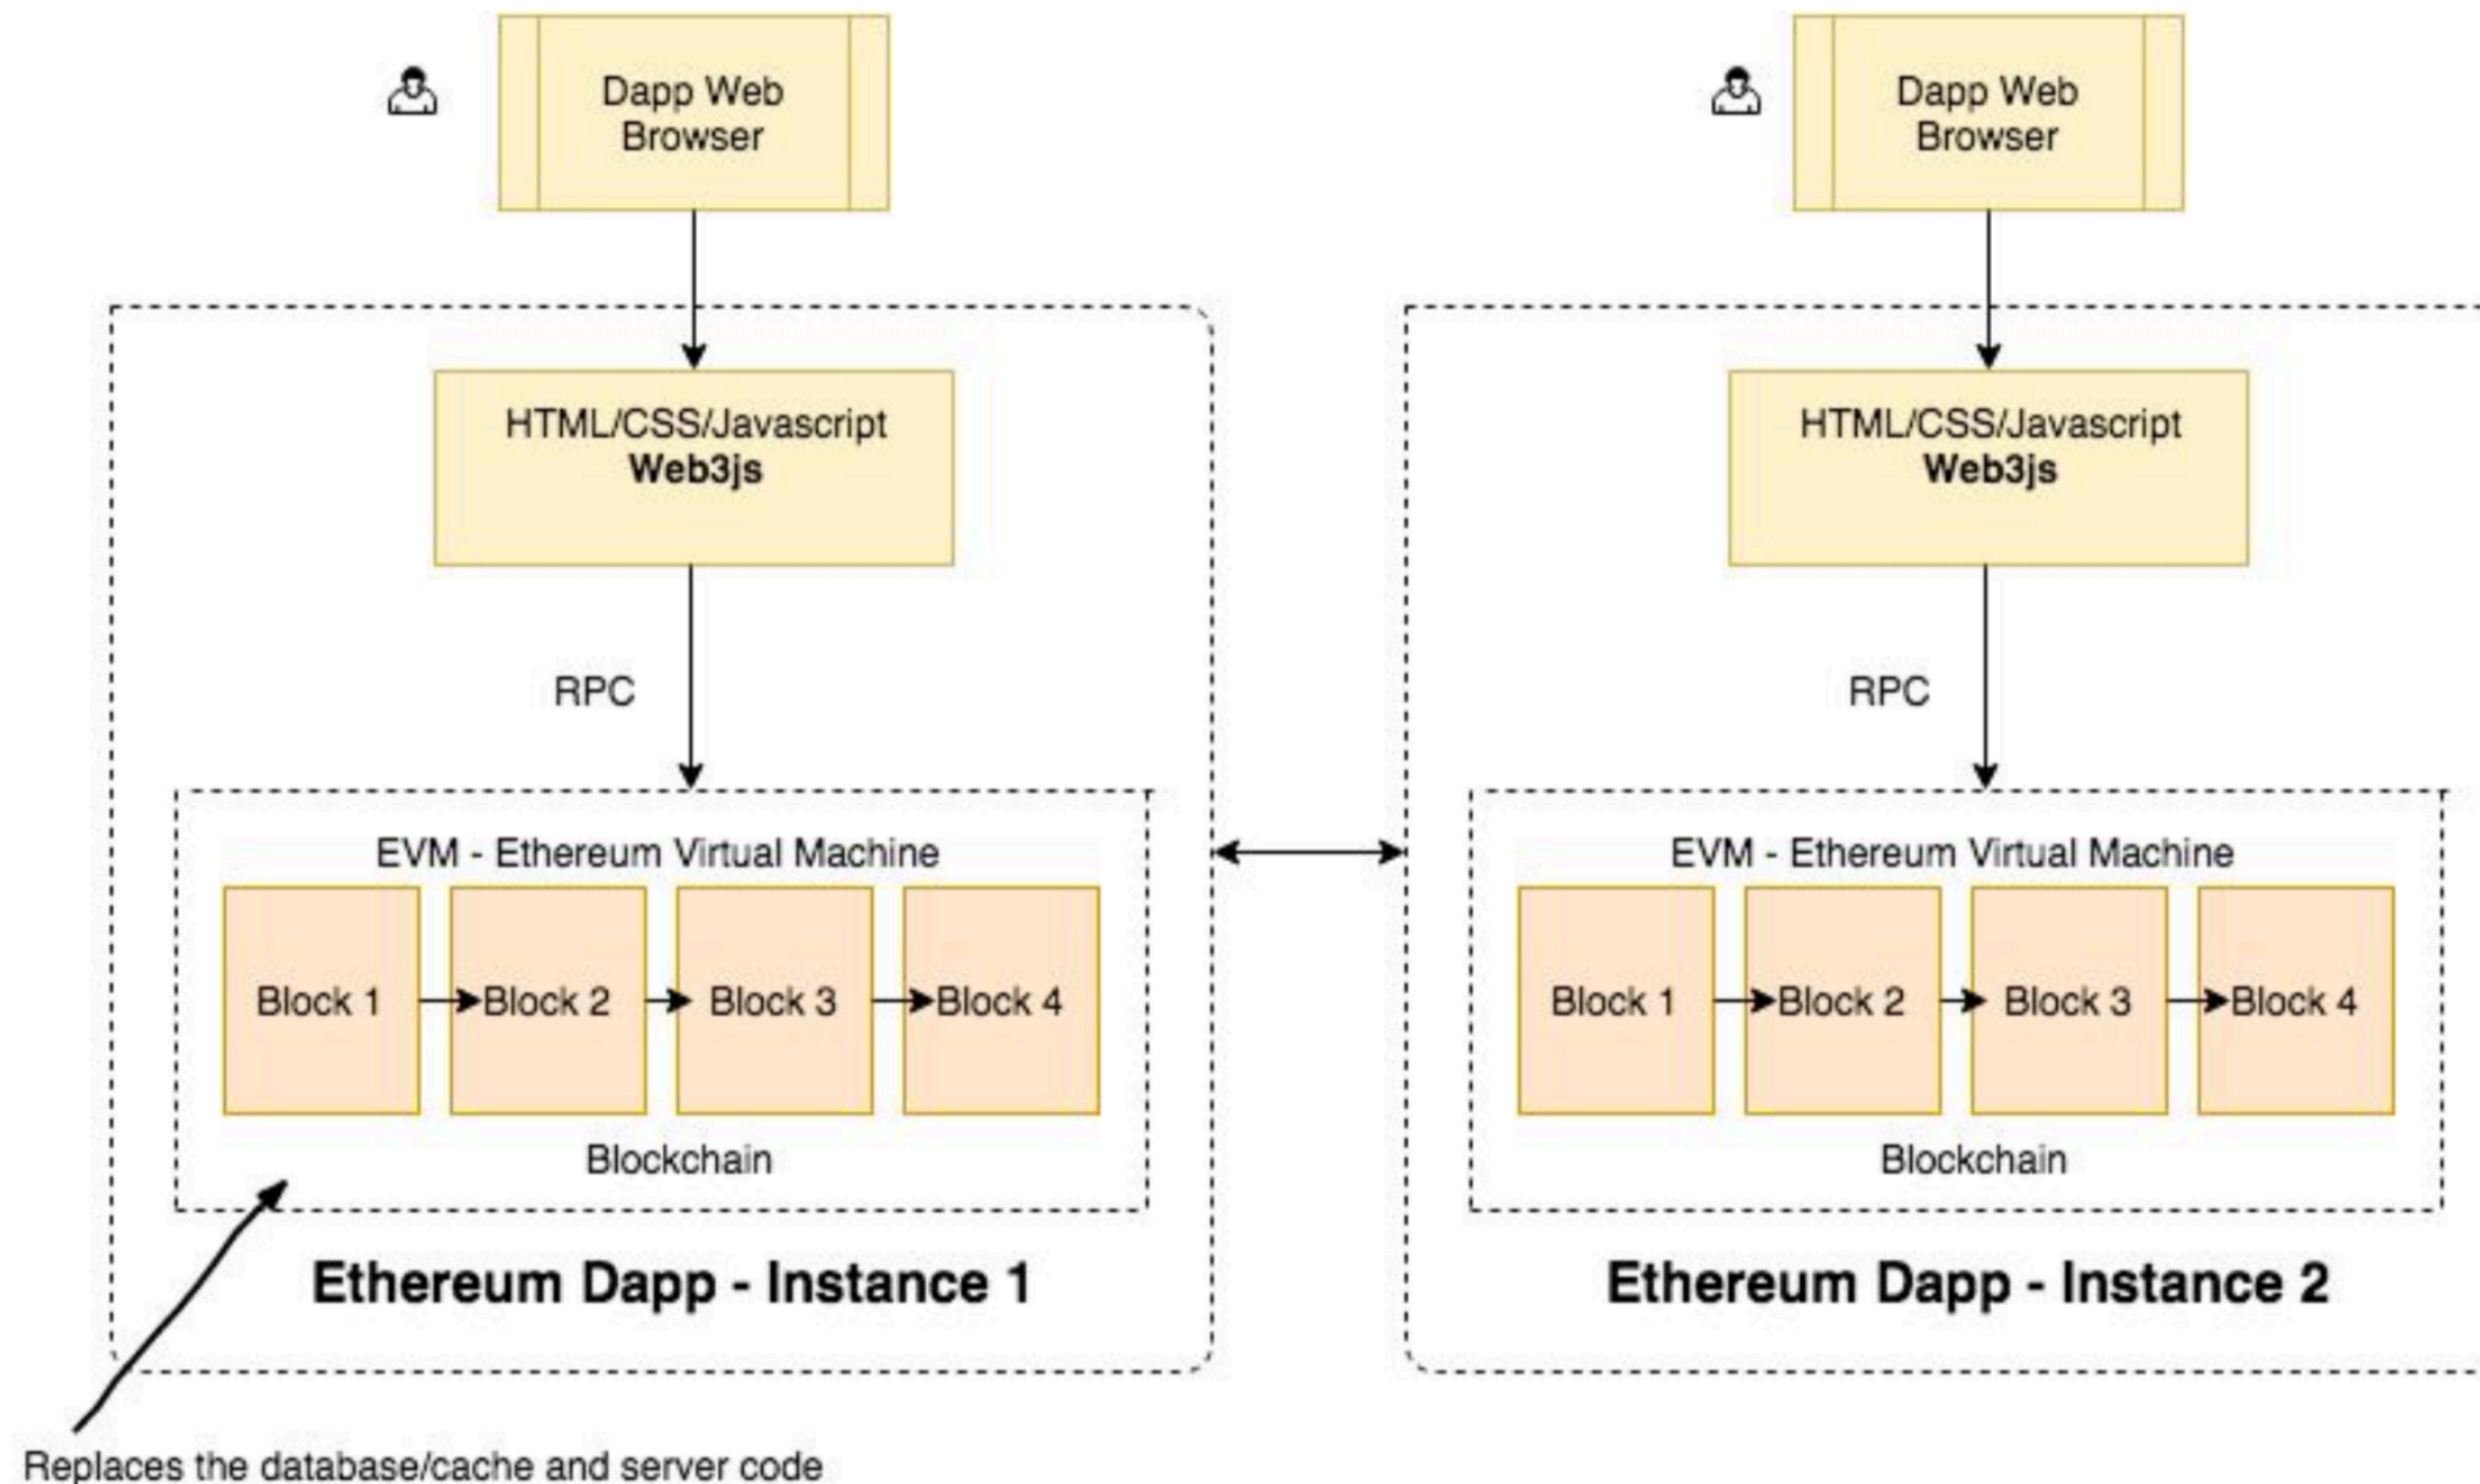 Dapp Web
Browser
Dapp Web
Browser
HTML/CSS/Javascript
Web3js
HTML/CSS/Javascript
Web3js
RPC
RPC
EVM - Ethereum Virtual Machine
Block 1
Block 2
Block 3
Block 4
Blockchain
EVM - Ethereum Virtual Machine
Block 1
Block 2
Block 3
Block 4
Blockchain
Ethereum Dapp - Instance 1
Ethereum Dapp - Instance 2
Replaces the database/cache and server code